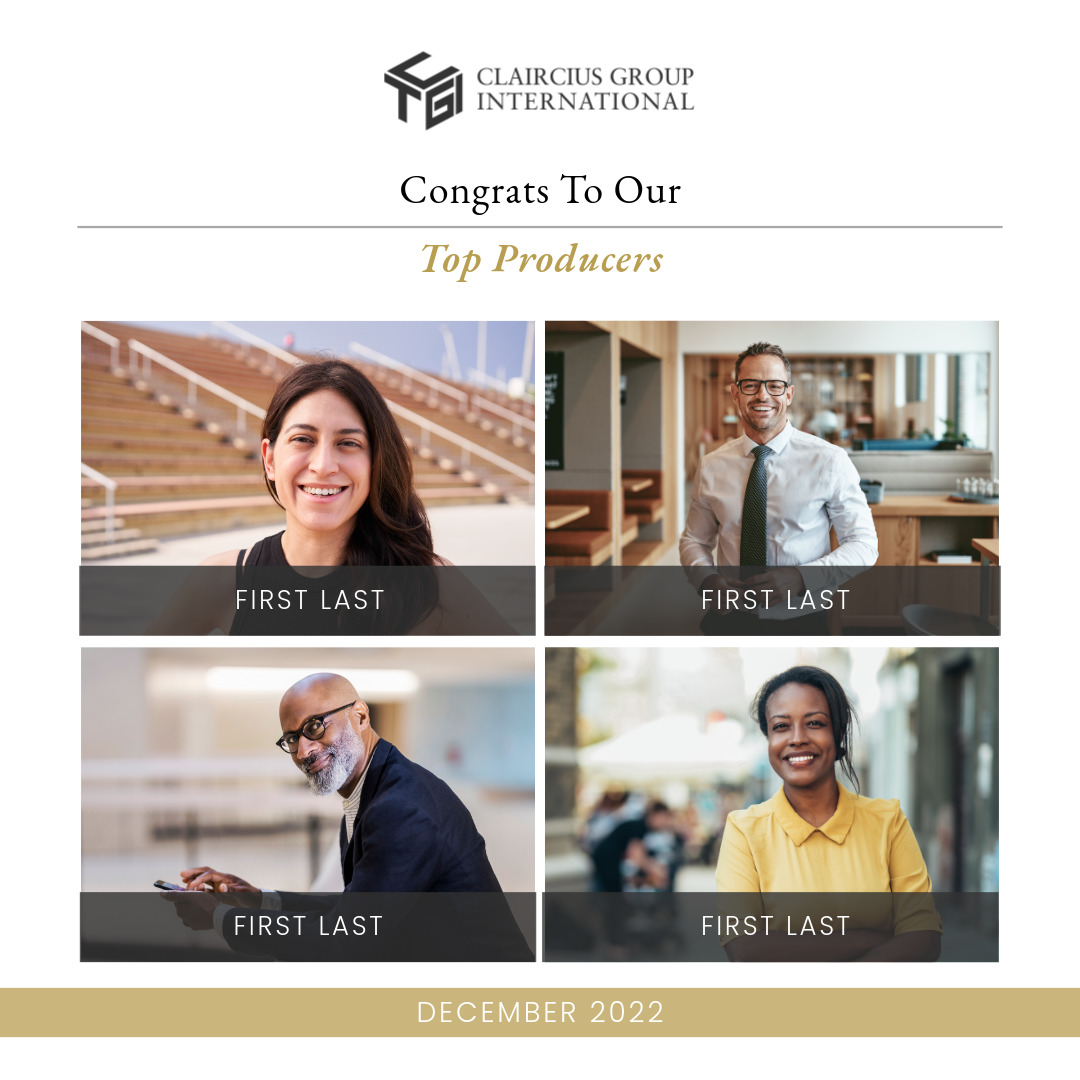 CLAIRCIUS GROUP
INTERNATIONAL
Congrats To Our
Top Producers
FIRST LAST
FIRST LAST
FIRST LAST
FIRST LAST
DECEMBER 2022